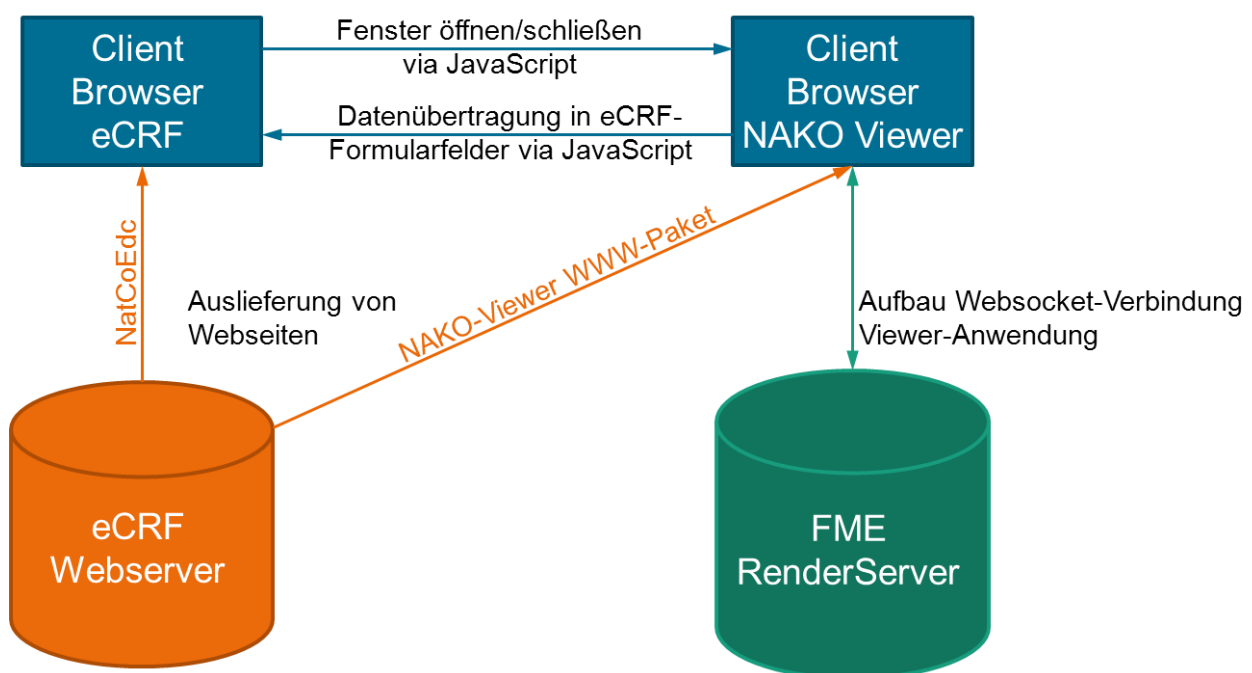 Client
Browser
eCRF
Fenster öffnen/schließen
via JavaScript
Datenübertragung in eCRF-
Formularfelder via JavaScript
Client
Browser
NAKO Viewer
NatCoEdc
Auslieferung von
Webseiten
NAKO-Viewer WWW-Paket
Aufbau Websocket-Verbindung
Viewer-Anwendung
eCRF
Webserver
FME
RenderServer